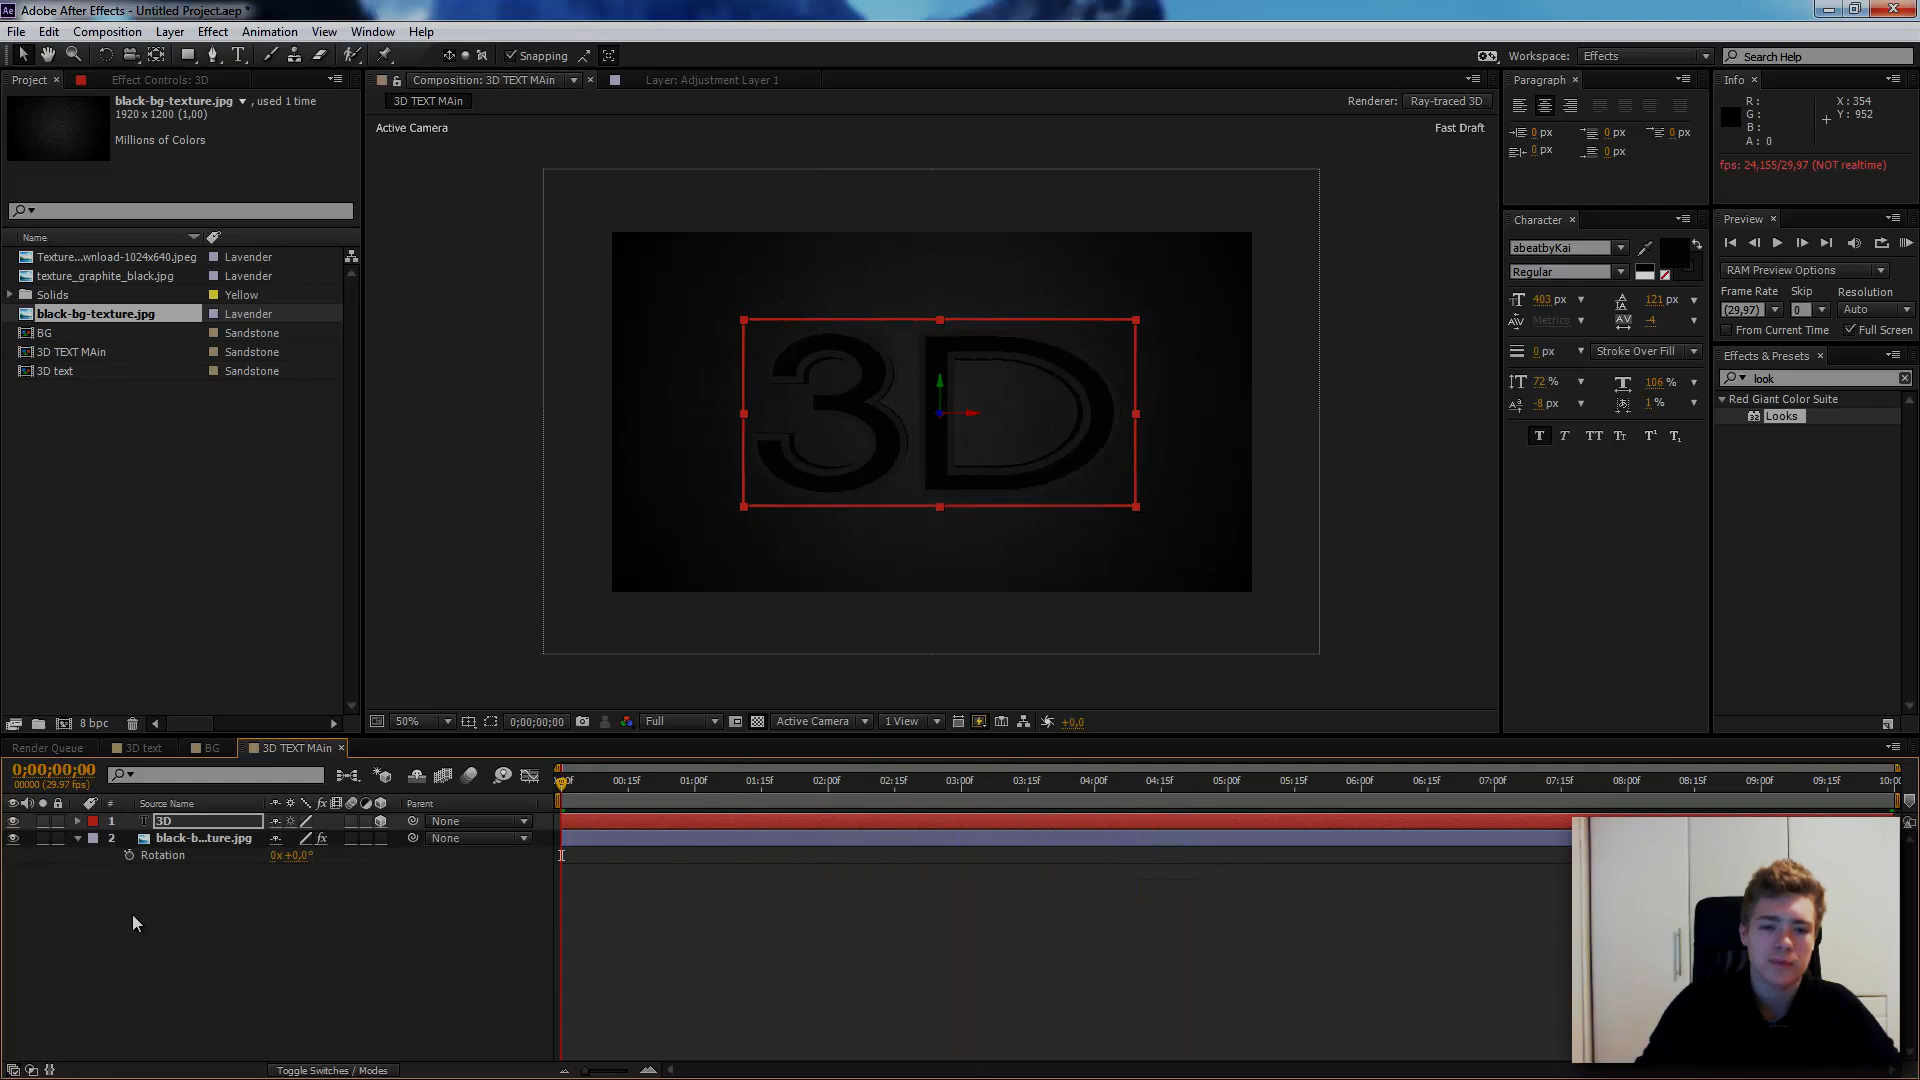 Ae Adobe After Effects - Untitled Project.aep *
File Edit Composition Layer Effect Animation View Window Help
Snapping
Workspace: Effects
Search Help
Project
Effect Controls: 3D
black-bg-texture.jpg , used 1 time
1920 x 1200 (1,00)
Millions of Colors
Name
Texture...wnload-1024x640.jpeg Lavender
texture_graphite_black.jpg Lavender
Solids Yellow
black-bg-texture.jpg Lavender
BG Sandstone
3D TEXT MAin Sandstone
3D text Sandstone
8 bpc
Composition: 3D TEXT MAin
Layer: Adjustment Layer 1
3D TEXT MAin
Renderer: Ray-traced 3D
Active Camera
Fast Draft
3D
50%
0;00;00;00
Full
Active Camera
1 View
+0,0
Paragraph
0 px 0 px 0 px
0 px 0 px
Character
abeatbyKai
Regular
403 px 121 px
Metrics -4
0 px Stroke Over Fill
72 % 106 %
-8 px 1 %
T T TT Tt T¹ T₁
Info
R:
G:
B:
A: 0
X: 354
Y: 952
fps: 24,155/29,97 (NOT realtime)
Preview
RAM Preview Options
Frame Rate Skip Resolution
(29,97) 0 Auto
From Current Time Full Screen
Effects & Presets
look
Red Giant Color Suite
Looks
Render Queue 3D text BG 3D TEXT MAin
0;00;00;00
00000 (29.97 fps)
# Source Name fx Parent
1 T 3D None
2 black-b...ture.jpg fx None
Rotation 0x+0,0°
00f 00:15f 01:00f 01:15f 02:00f 02:15f 03:00f 03:15f 04:00f 04:15f 05:00f 05:15f 06:00f 06:15f 07:00f 07:15f 08:00f 08:15f 09:00f 09:15f 10:00
Toggle Switches / Modes